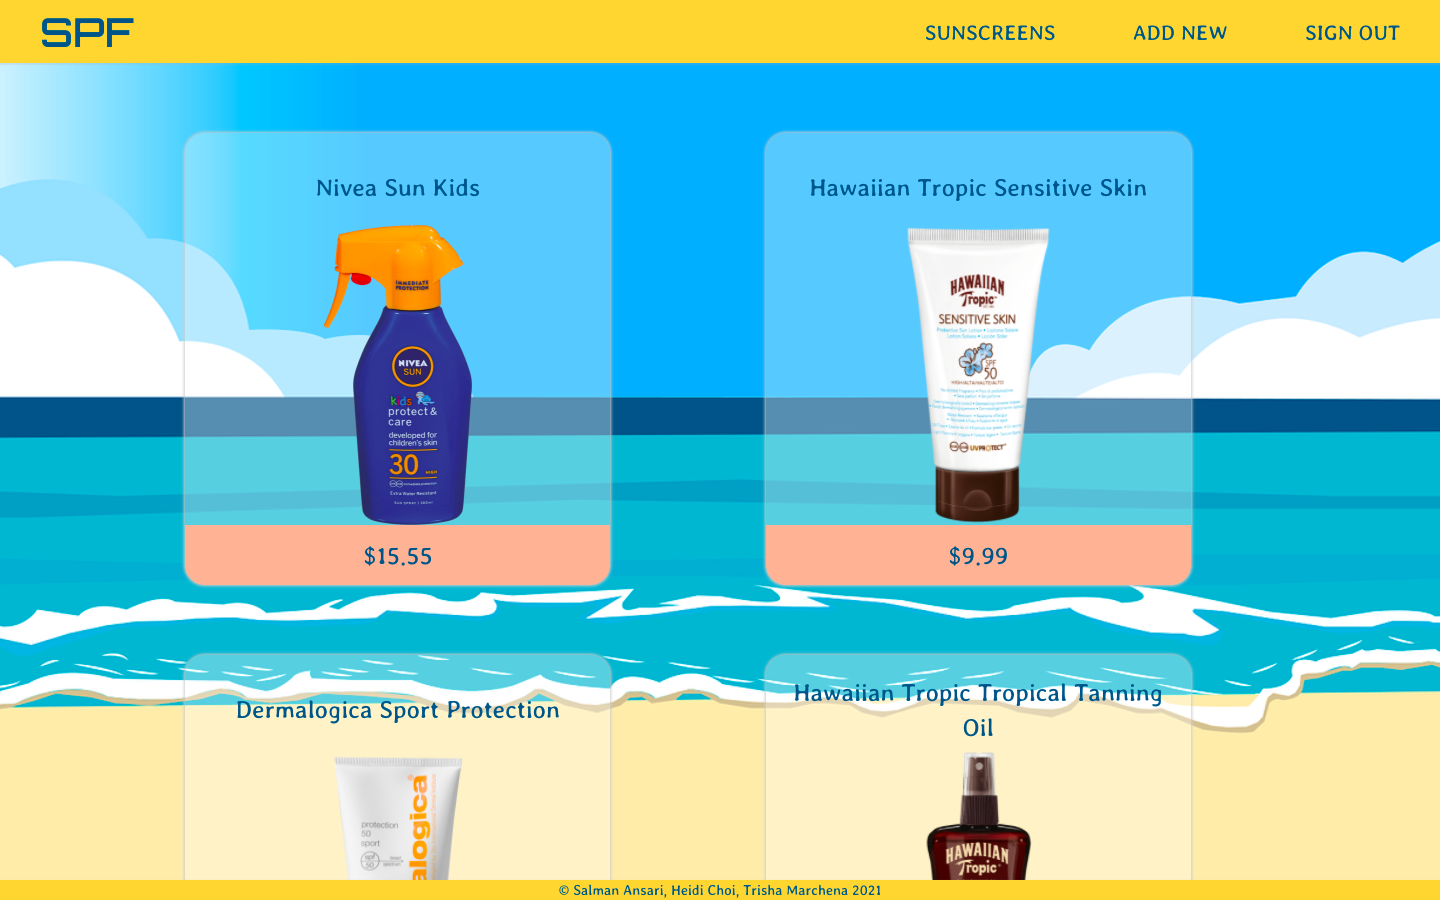 SPF
SUNSCREENS
ADD NEW
SIGN OUT
Nivea Sun Kids
IMMEDIATE
PROTECTION
NIVEA
SUN
kids
protect &
care
developed for
children's skin
30
HIGH
Extra Water Resistant
$15.55
Hawaiian Tropic Sensitive Skin
HAWAIIAN
Tropic
SENSITIVE SKIN
SPF
50
UVPROTECT
$9.99
Dermalogica Sport Protection
protection
50
sport
spf
50
alogica
Hawaiian Tropic Tropical Tanning
Oil
HAWAIIAN
Tropic
© Salman Ansari, Heidi Choi, Trisha Marchena 2021